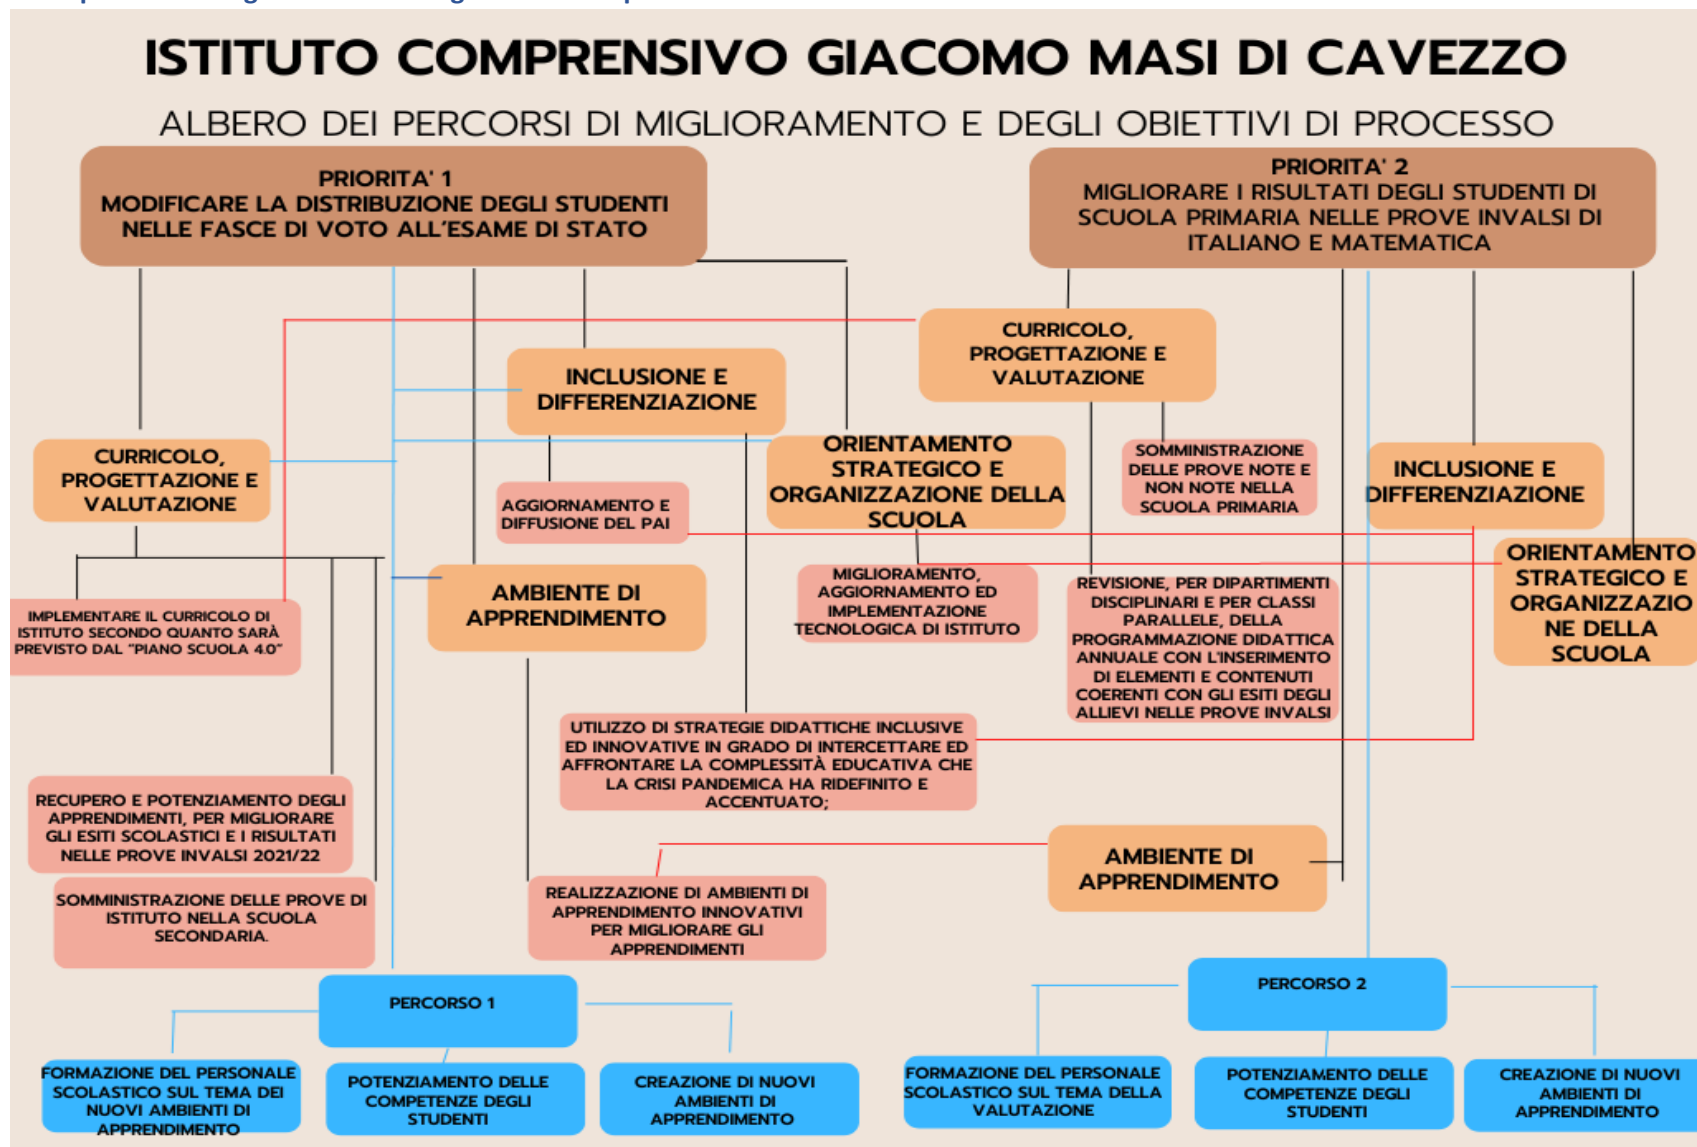 ISTITUTO COMPRENSIVO GIACOMO MASI DI CAVEZZO
ALBERO DEI PERCORSI DI MIGLIORAMENTO E DEGLI OBIETTIVI DI PROCESSO
PRIORITA' 1
MODIFICARE LA DISTRIBUZIONE DEGLI STUDENTI
NELLE FASCE DI VOTO ALL'ESAME DI STATO
PRIORITA' 2
MIGLIORARE I RISULTATI DEGLI STUDENTI DI
SCUOLA PRIMARIA NELLE PROVE INVALSI DI
ITALIANO E MATEMATICA
CURRICOLO,
PROGETTAZIONE E
VALUTAZIONE
INCLUSIONE E
DIFFERENZIAZIONE
CURRICOLO,
PROGETTAZIONE E
VALUTAZIONE
ORIENTAMENTO
STRATEGICO E
ORGANIZZAZIONE DELLA
SCUOLA
SOMMINISTRAZIONE
DELLE PROVE NOTE E
NON NOTE NELLA
SCUOLA PRIMARIA
INCLUSIONE E
DIFFERENZIAZIONE
AGGIORNAMENTO E
DIFFUSIONE DEL PAI
ORIENTAMENTO
STRATEGICO E
ORGANIZZAZIO
NE DELLA
SCUOLA
IMPLEMENTARE IL CURRICOLO DI
ISTITUTO SECONDO QUANTO SARÀ
PREVISTO DAL "PIANO SCUOLA 4.0"
AMBIENTE DI
APPRENDIMENTO
MIGLIORAMENTO,
AGGIORNAMENTO ED
IMPLEMENTAZIONE
TECNOLOGICA DI ISTITUTO
REVISIONE, PER DIPARTIMENTI
DISCIPLINARI E PER CLASSI
PARALLELE, DELLA
PROGRAMMAZIONE DIDATTICA
ANNUALE CON L'INSERIMENTO
DI ELEMENTI E CONTENUTI
COERENTI CON GLI ESITI DEGLI
ALLIEVI NELLE PROVE INVALSI
UTILIZZO DI STRATEGIE DIDATTICHE INCLUSIVE
ED INNOVATIVE IN GRADO DI INTERCETTARE ED
AFFRONTARE LA COMPLESSITÀ EDUCATIVA CHE
LA CRISI PANDEMICA HA RIDEFINITO E
ACCENTUATO;
RECUPERO E POTENZIAMENTO DEGLI
APPRENDIMENTI, PER MIGLIORARE
GLI ESITI SCOLASTICI E I RISULTATI
NELLE PROVE INVALSI 2021/22
AMBIENTE DI
APPRENDIMENTO
SOMMINISTRAZIONE DELLE PROVE DI
ISTITUTO NELLA SCUOLA
SECONDARIA.
REALIZZAZIONE DI AMBIENTI DI
APPRENDIMENTO INNOVATIVI
PER MIGLIORARE GLI
APPRENDIMENTI
PERCORSO 1
PERCORSO 2
FORMAZIONE DEL PERSONALE
SCOLASTICO SUL TEMA DEI
NUOVI AMBIENTI DI
APPRENDIMENTO
POTENZIAMENTO DELLE
COMPETENZE DEGLI
STUDENTI
CREAZIONE DI NUOVI
AMBIENTI DI
APPRENDIMENTO
FORMAZIONE DEL PERSONALE
SCOLASTICO SUL TEMA DELLA
VALUTAZIONE
POTENZIAMENTO DELLE
COMPETENZE DEGLI
STUDENTI
CREAZIONE DI NUOVI
AMBIENTI DI
APPRENDIMENTO